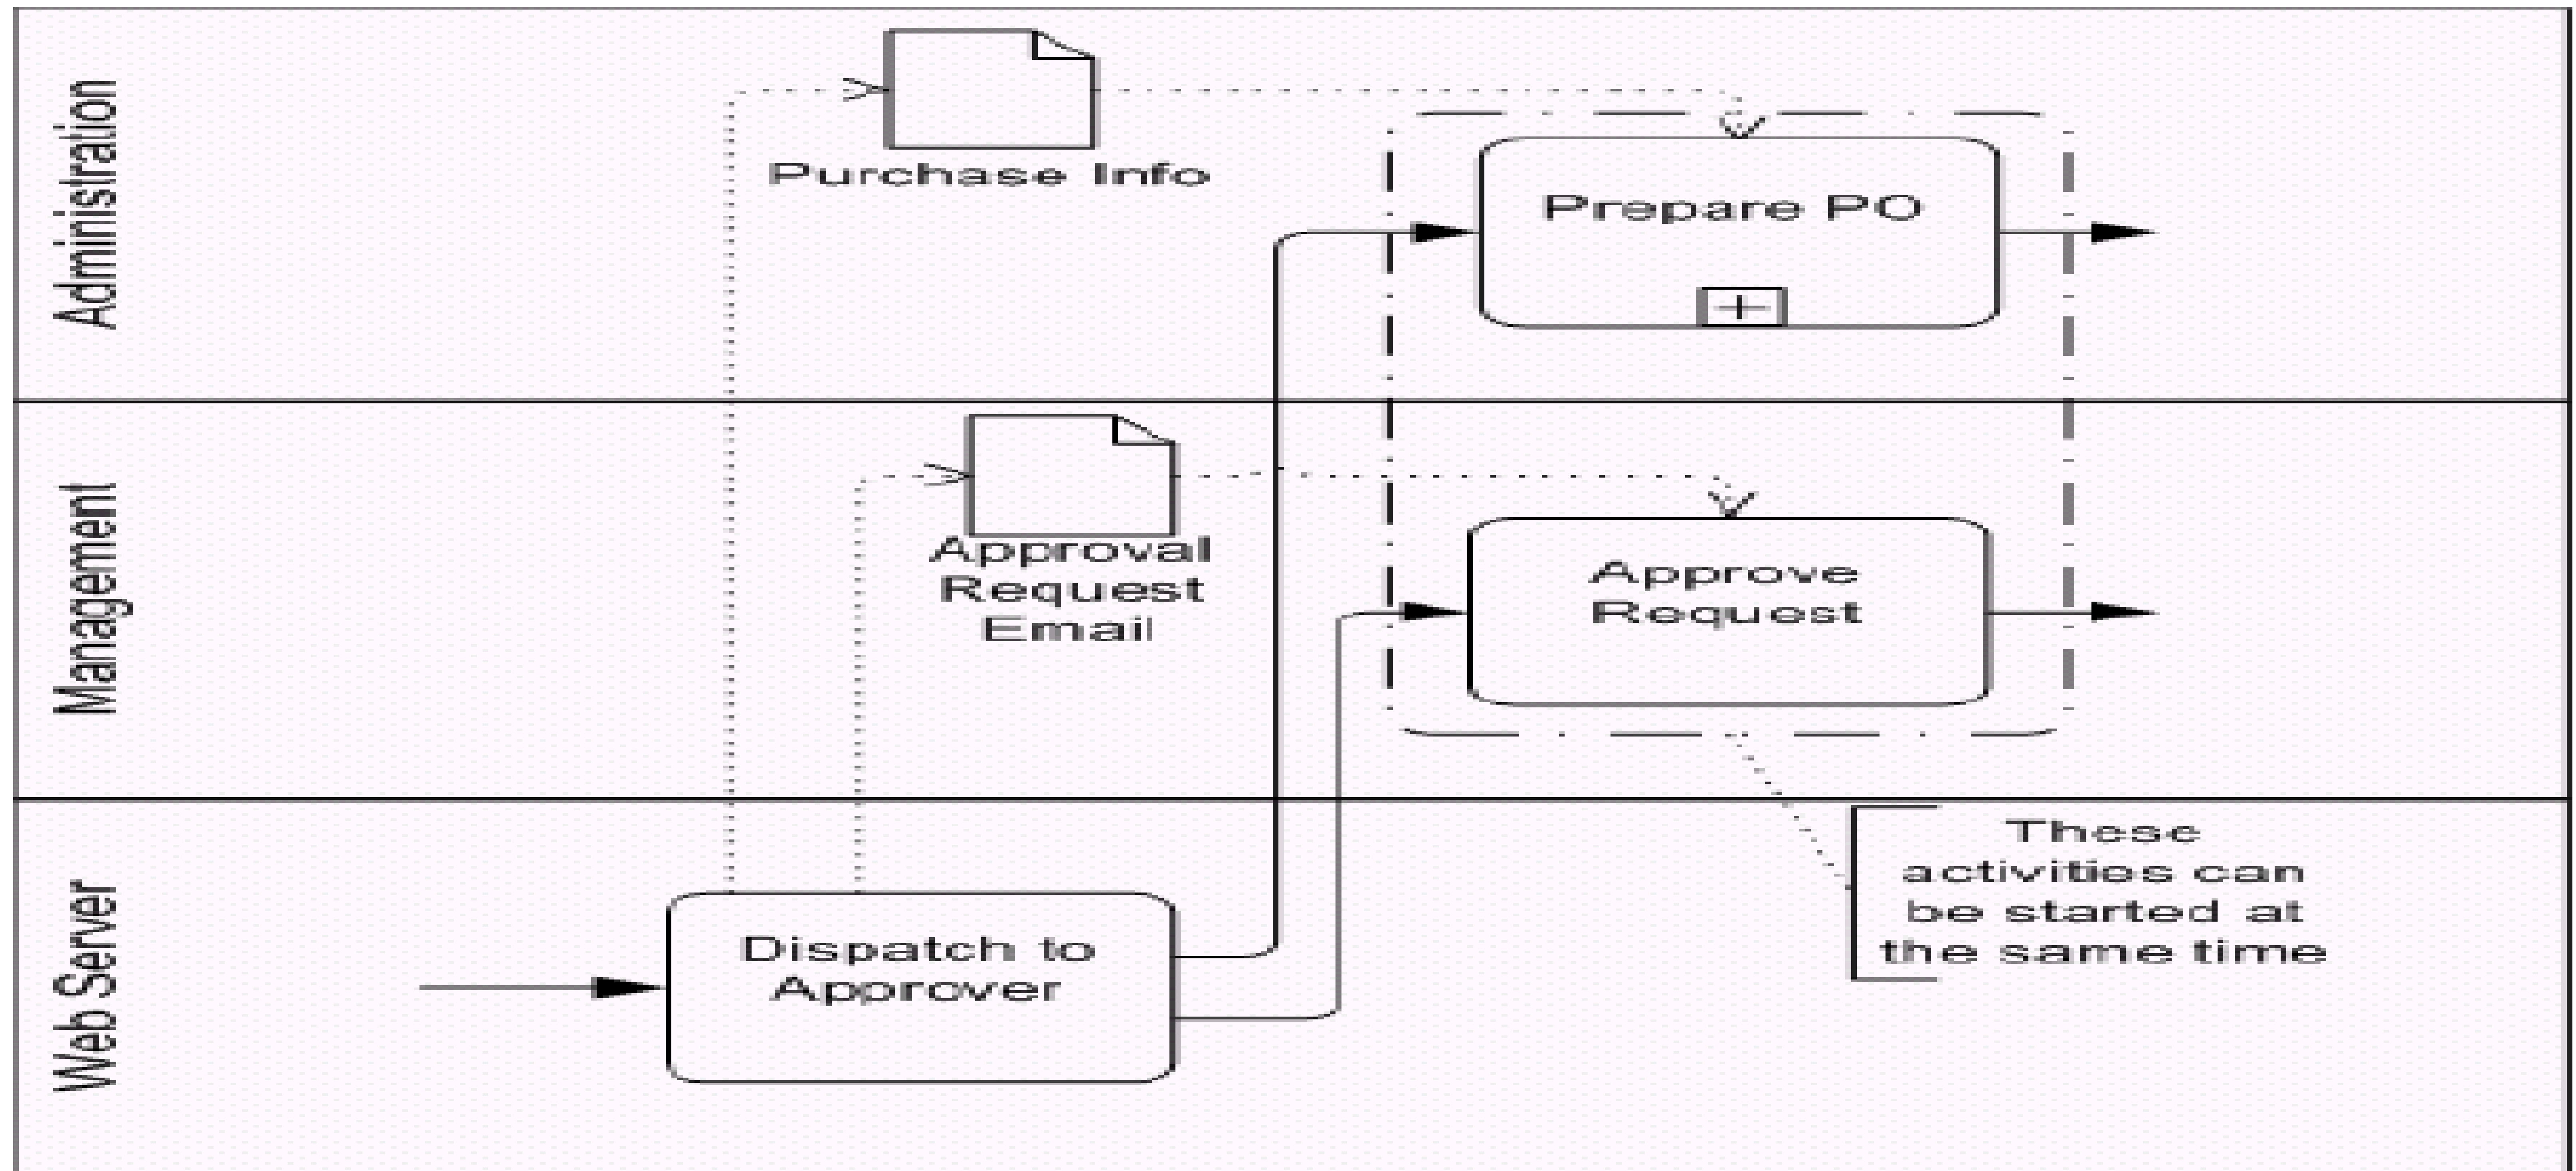 Administration
Purchase Info
Prepare PO
Management
Approval
Request
Email
Approve
Request
Web Server
Dispatch to
Approver
These
activities can
be started at
the same time